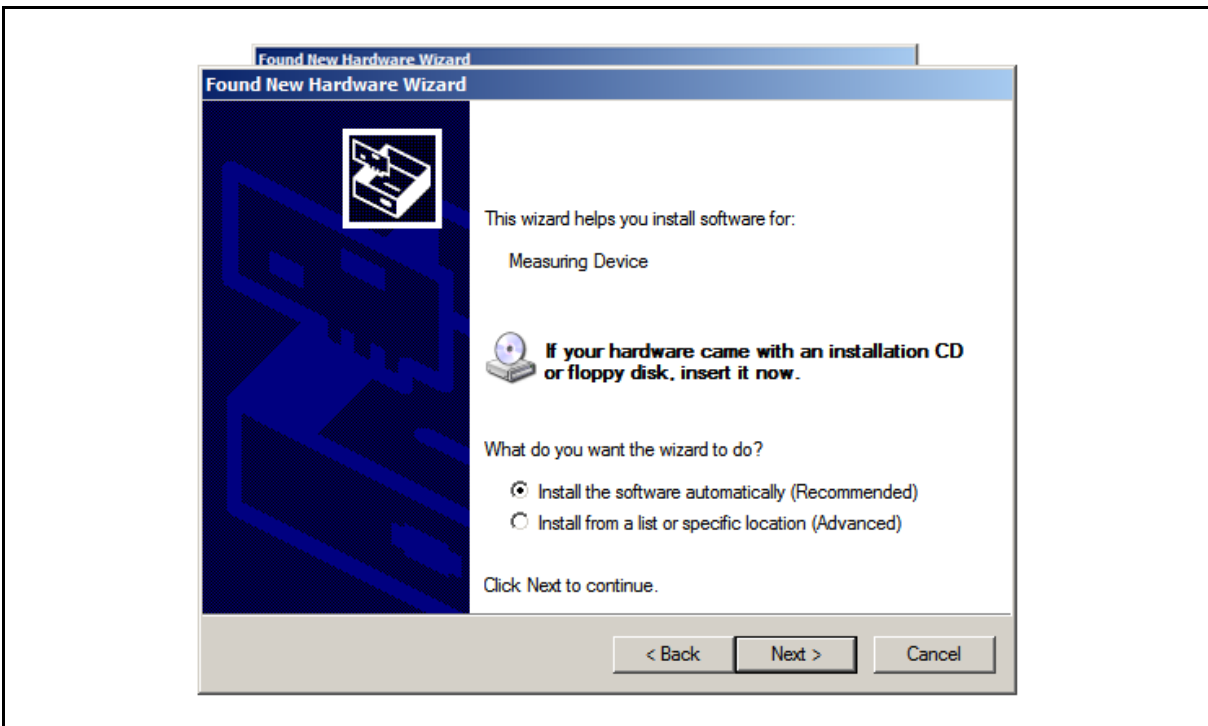 Found New Hardware Wizard
Found New Hardware Wizard
This wizard helps you install software for:
Measuring Device
If your hardware came with an installation CD
or floppy disk, insert it now.
What do you want the wizard to do?
Install the software automatically (Recommended)
Install from a list or specific location (Advanced)
Click Next to continue.
< Back Next > Cancel